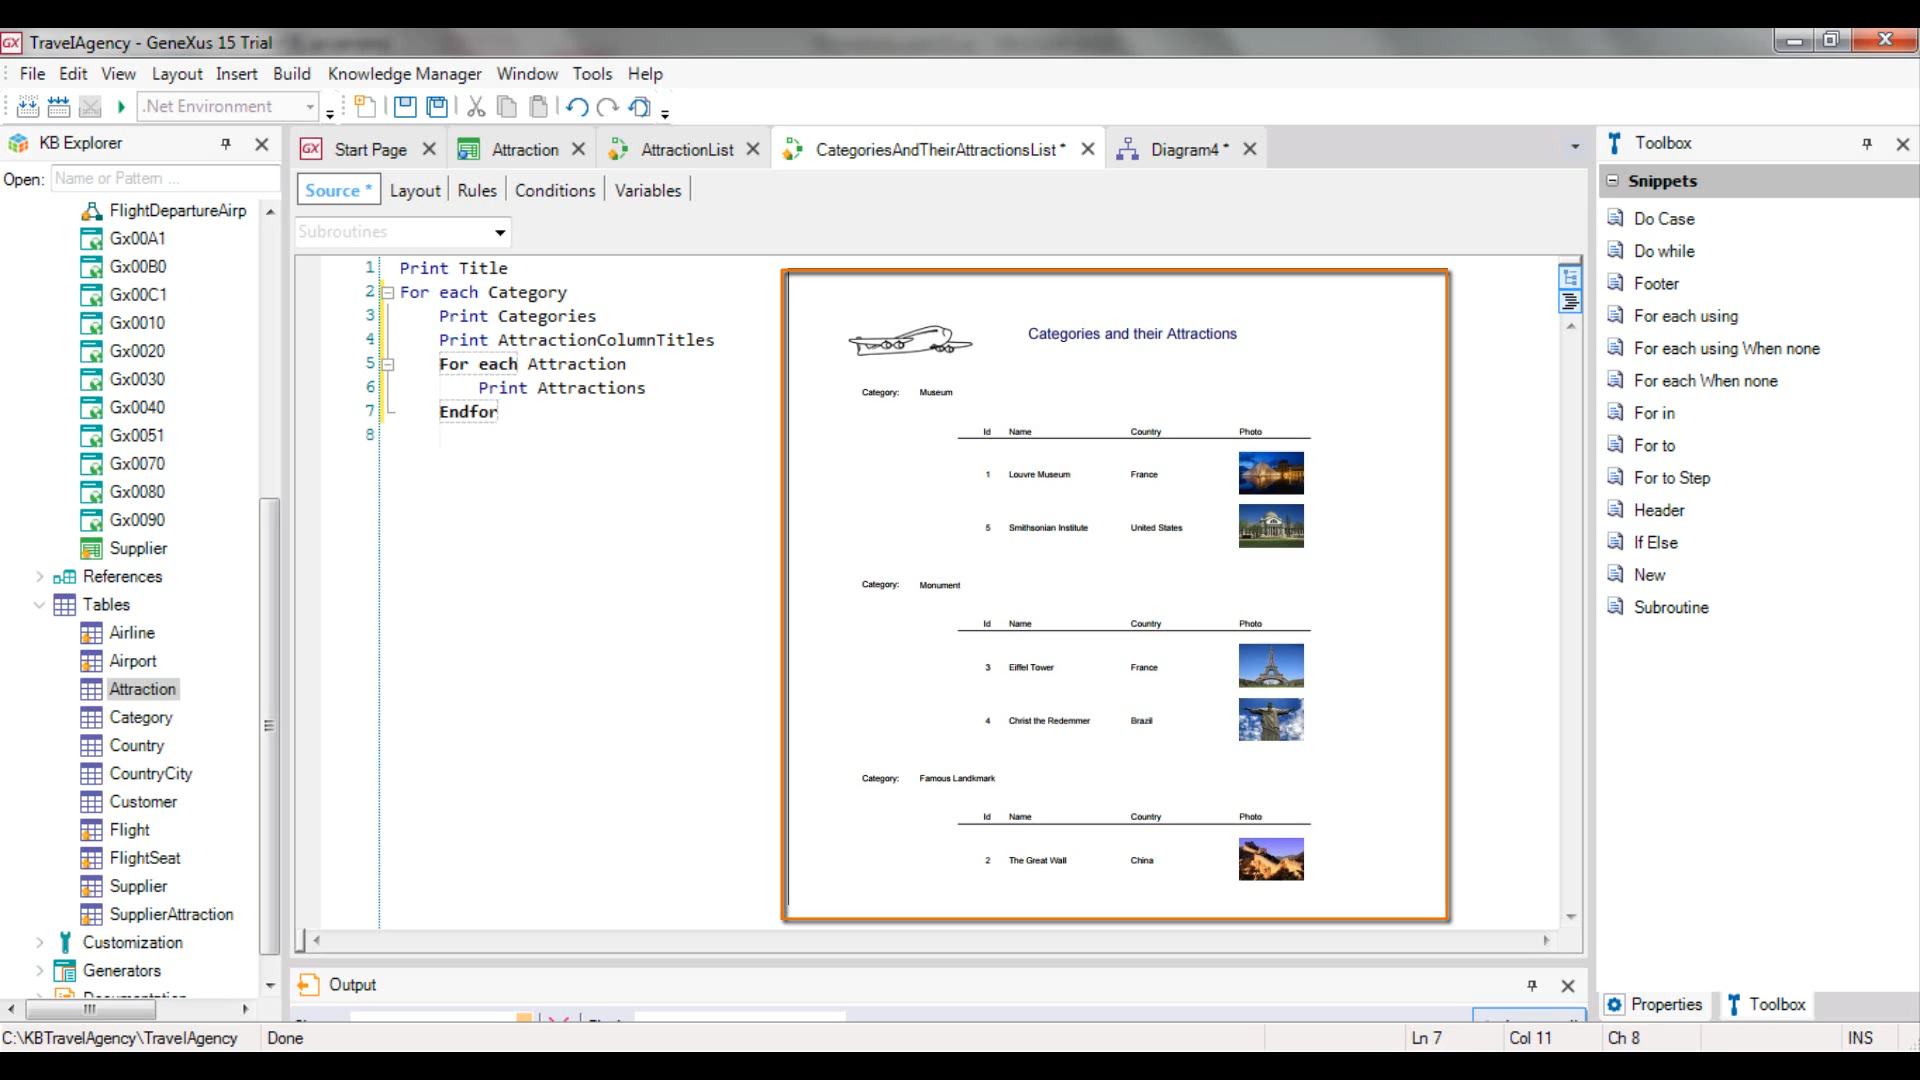 GX TravelAgency - GeneXus 15 Trial
File Edit View Layout Insert Build Knowledge Manager Window Tools Help
.Net Environment
KB Explorer
Open: Name or Pattern ...
FlightDepartureAirp
Gx00A1
Gx00B0
Gx00C1
Gx0010
Gx0020
Gx0030
Gx0040
Gx0051
Gx0070
Gx0080
Gx0090
Supplier
References
Tables
Airline
Airport
Attraction
Category
Country
CountryCity
Customer
Flight
FlightSeat
Supplier
SupplierAttraction
Customization
Generators
Documentation
GX Start Page Attraction AttractionList CategoriesAndTheirAttractionsList * Diagram4 *
Source * Layout Rules Conditions Variables
Subroutines
1 Print Title
2 For each Category
3 Print Categories
4 Print AttractionColumnTitles
5 For each Attraction
6 Print Attractions
7 Endfor
8
Categories and their Attractions
Category: Museum
Id Name Country Photo
1 Louvre Museum France
5 Smithsonian Institute United States
Category: Monument
Id Name Country Photo
3 Eiffel Tower France
4 Christ the Redemmer Brazil
Category: Famous Landkmark
Id Name Country Photo
2 The Great Wall China
Output
Toolbox
Snippets
Do Case
Do while
Footer
For each using
For each using When none
For each When none
For in
For to
For to Step
Header
If Else
New
Subroutine
Properties Toolbox
C:\KBTravelAgency\TravelAgency Done Ln 7 Col 11 Ch 8 INS